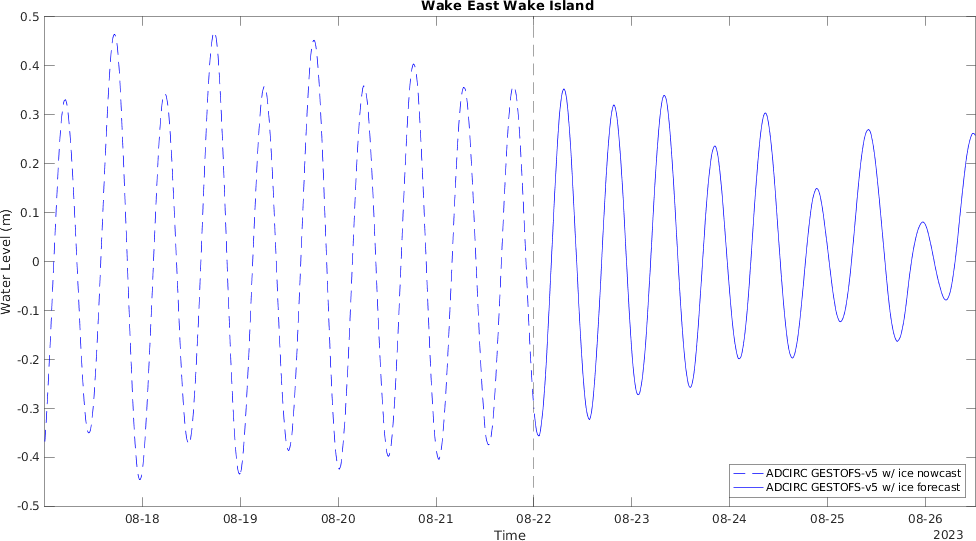 Wake East Wake Island
0.5
0.4
0.3
0.2
0.1
0
-0.1
-0.2
-0.3
-0.4
-0.5
Water Level (m)
ADCIRC GESTOFS-v5 w/ ice nowcast
ADCIRC GESTOFS-v5 w/ ice forecast
08-18 08-19 08-20 08-21 08-22 08-23 08-24 08-25 08-26
Time
2023